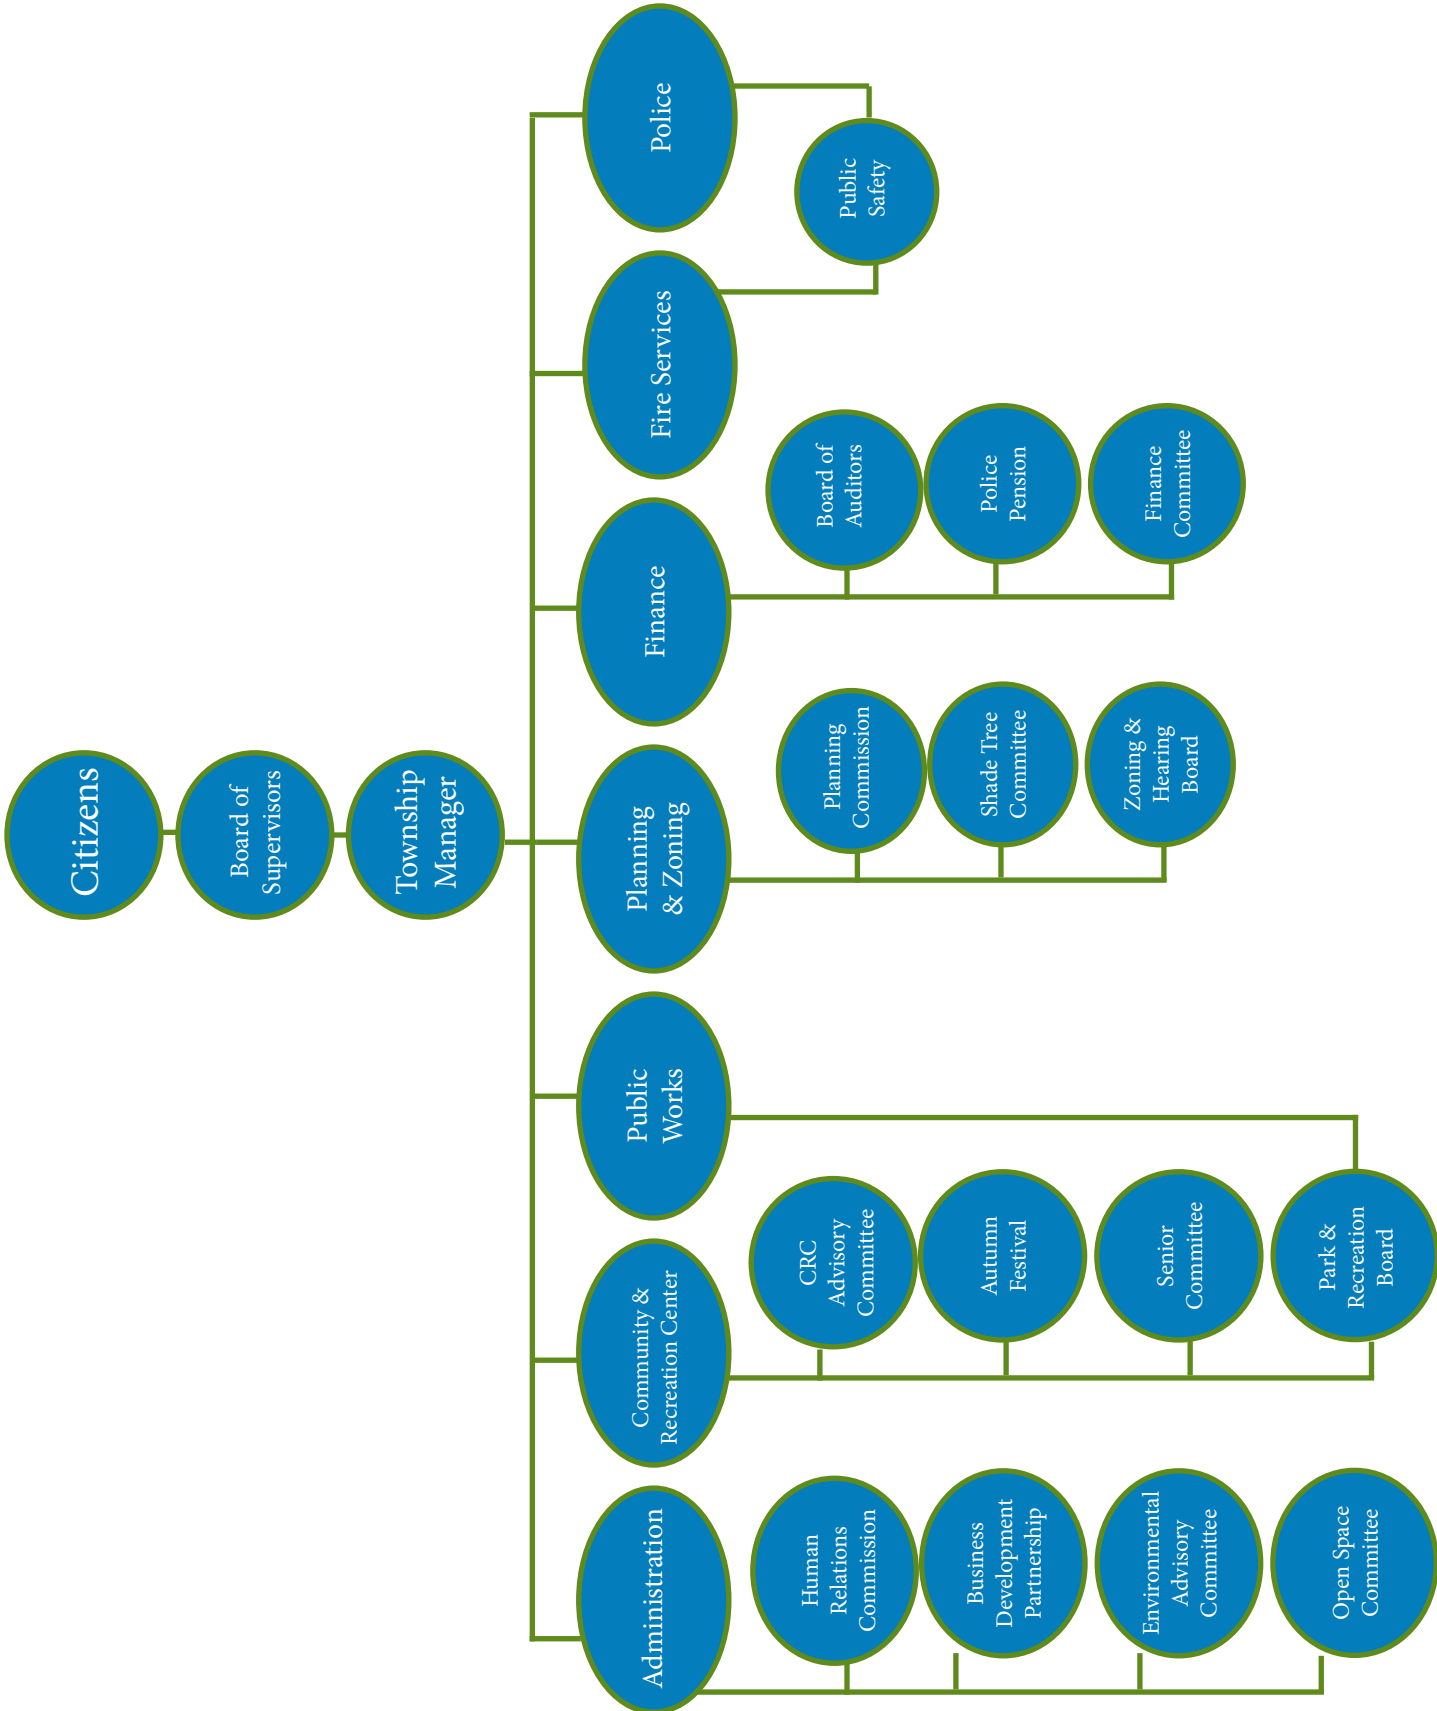 Citizens
Board of
Supervisors
Township
Manager
Administration
Community &
Recreation Center
Public
Works
Planning
& Zoning
Finance
Fire Services
Police
Human
Relations
Commission
Business
Development
Partnership
Environmental
Advisory
Committee
Open Space
Committee
CRC
Advisory
Committee
Autumn
Festival
Senior
Committee
Park &
Recreation
Board
Planning
Commission
Shade Tree
Committee
Zoning &
Hearing
Board
Board of
Auditors
Police
Pension
Finance
Committee
Public
Safety